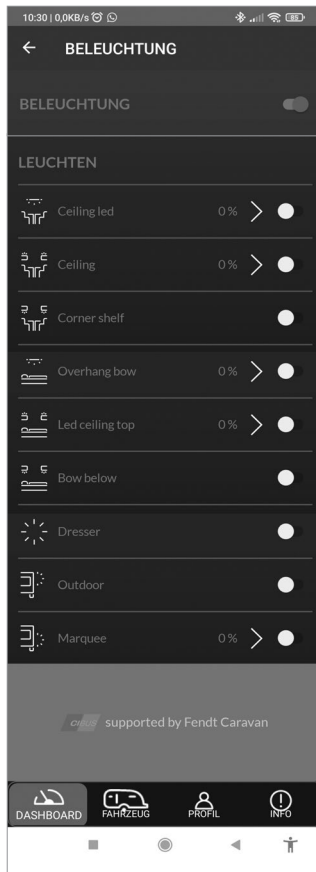 10:30 | 0,0KB/s 85
BELEUCHTUNG
BELEUCHTUNG
LEUCHTEN
Ceiling led 0 %
Ceiling 0 %
Corner shelf
Overhang bow 0 %
Led ceiling top 0 %
Bow below
Dresser
Outdoor
Marquee 0 %
supported by Fendt Caravan
DASHBOARD FAHRZEUG PROFIL INFO